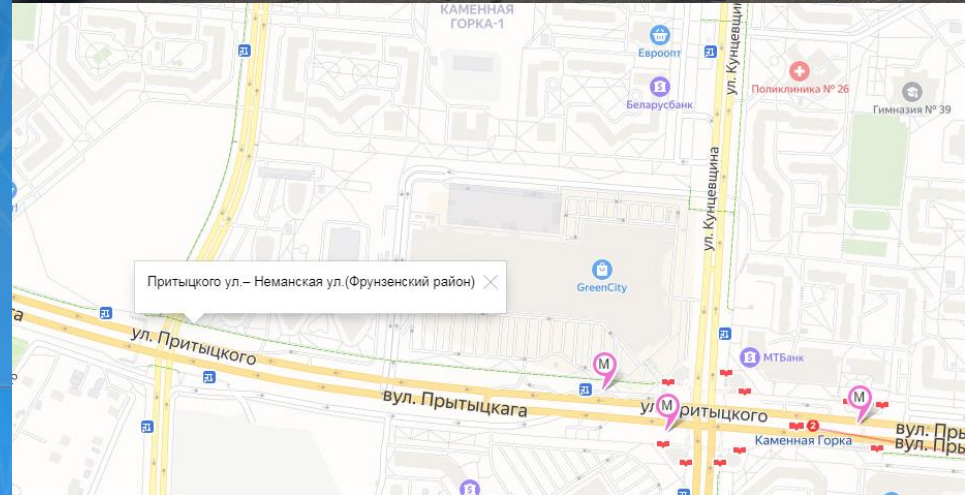 КАМЕННАЯ
ГОРКА-1
Евроопт
Беларусбанк
ул. Кунцевщина
Поликлиника № 26
Гимназия № 39
ул. Кунцевщина
Притыцкого ул.– Неманская ул.(Фрунзенский район)
GreenCity
ул. Притыцкого
МТБанк
M
M
M
вул. Прытыцкага
ул. Притыцкого
2
Каменная Горка
вул. Пры
вул. Пры